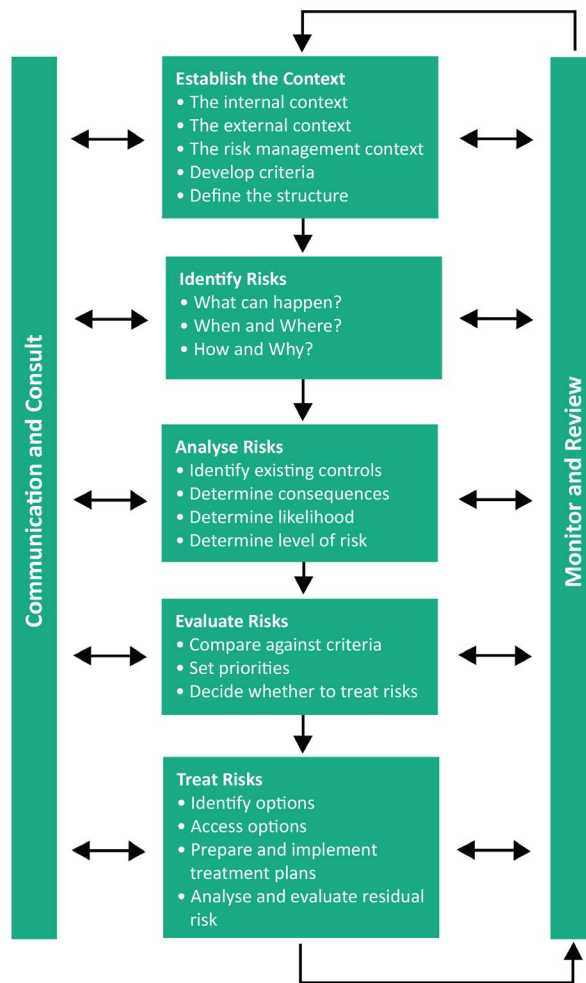 Communication and Consult
Establish the Context
• The internal context
• The external context
• The risk management context
• Develop criteria
• Define the structure
Identify Risks
• What can happen?
• When and Where?
• How and Why?
Analyse Risks
• Identify existing controls
• Determine consequences
• Determine likelihood
• Determine level of risk
Evaluate Risks
• Compare against criteria
• Set priorities
• Decide whether to treat risks
Treat Risks
• Identify options
• Access options
• Prepare and implement
treatment plans
• Analyse and evaluate residual
risk
Monitor and Review